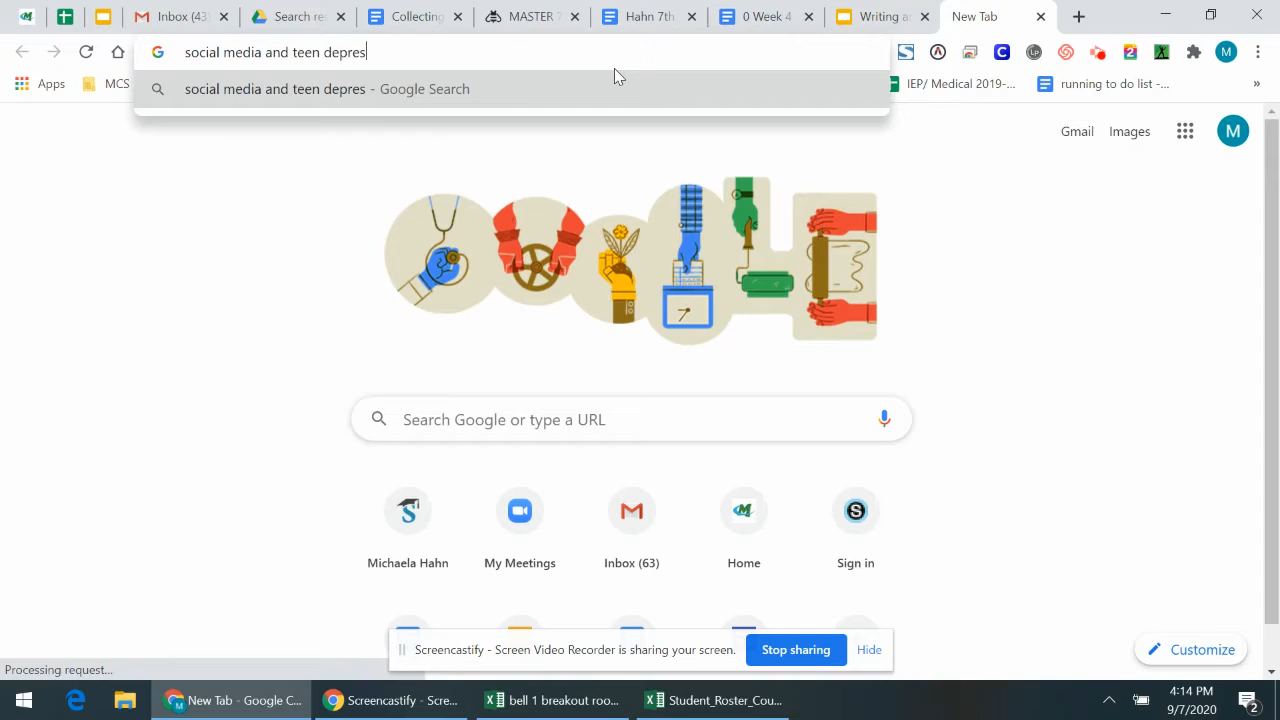 Inbox (43
Search re
Collecting
MASTER 7
Hahn 7th
0 Week 4
Writing an
New Tab
social media and teen depres
social media and teen deprs - Google Search
Apps
MCS
IEP/ Medical 2019-...
running to do list -...
»
Gmail
Images
M
Search Google or type a URL
Michaela Hahn
My Meetings
Inbox (63)
Home
Sign in
Screencastify - Screen Video Recorder is sharing your screen.
Stop sharing
Hide
Customize
Processing request...
New Tab - Google C...
Screencastify - Scre...
bell 1 breakout roo...
Student_Roster_Cou...
4:14 PM
9/7/2020
2